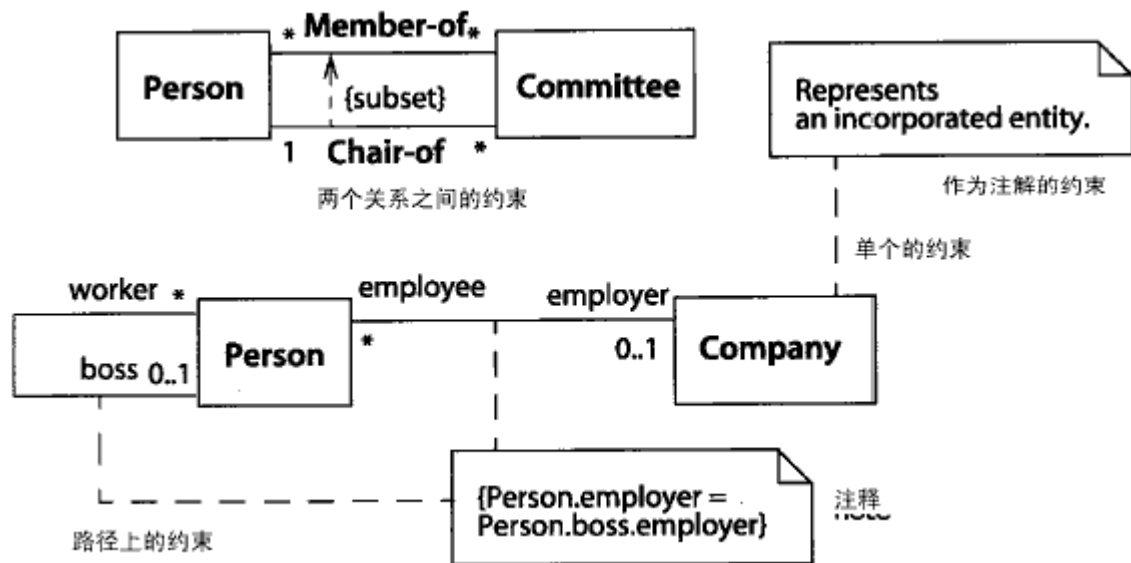 * Member-of *
Person
Committee
{subset}
1 Chair-of *
两个关系之间的约束
Represents
an incorporated entity.
作为注解的约束
单个的约束
worker *
employee
employer
boss 0..1
Person
*
0..1
Company
{Person.employer =
Person.boss.employer}
注释
路径上的约束